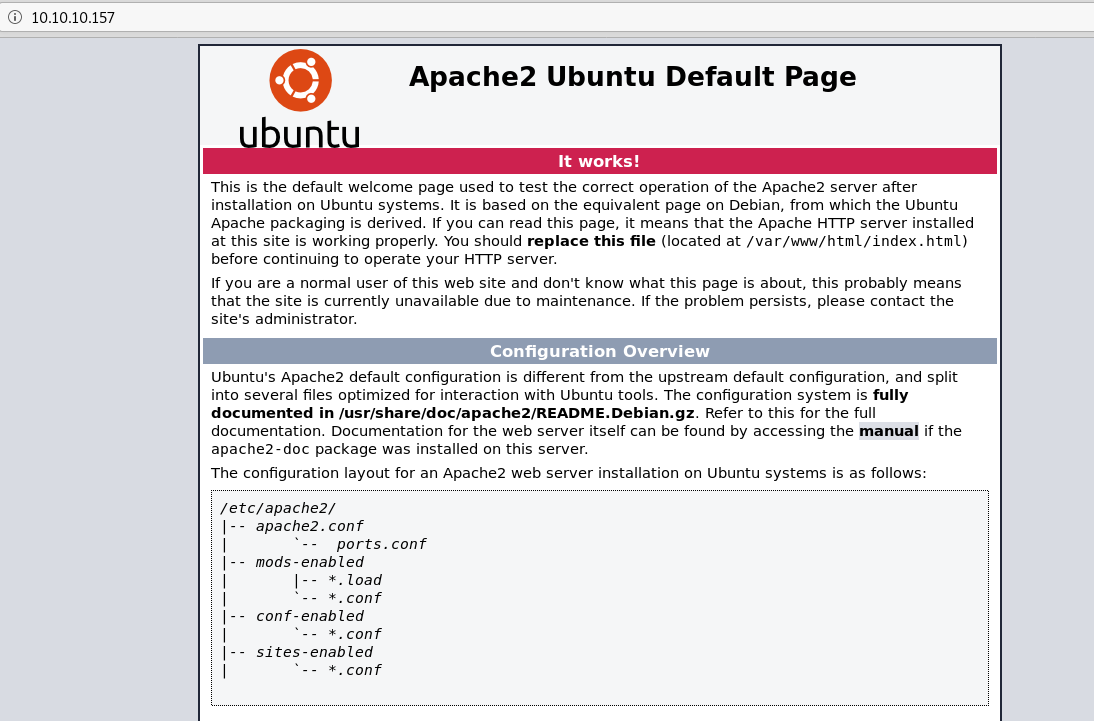 10.10.10.157
ubuntu
Apache2 Ubuntu Default Page
It works!
This is the default welcome page used to test the correct operation of the Apache2 server after
installation on Ubuntu systems. It is based on the equivalent page on Debian, from which the Ubuntu
Apache packaging is derived. If you can read this page, it means that the Apache HTTP server installed
at this site is working properly. You should replace this file (located at /var/www/html/index.html)
before continuing to operate your HTTP server.
If you are a normal user of this web site and don't know what this page is about, this probably means
that the site is currently unavailable due to maintenance. If the problem persists, please contact the
site's administrator.
Configuration Overview
Ubuntu's Apache2 default configuration is different from the upstream default configuration, and split
into several files optimized for interaction with Ubuntu tools. The configuration system is fully
documented in /usr/share/doc/apache2/README.Debian.gz. Refer to this for the full
documentation. Documentation for the web server itself can be found by accessing the manual if the
apache2-doc package was installed on this server.
The configuration layout for an Apache2 web server installation on Ubuntu systems is as follows:
/etc/apache2/
|-- apache2.conf
|       `--  ports.conf
|-- mods-enabled
|       |-- *.load
|       `-- *.conf
|-- conf-enabled
|       `-- *.conf
|-- sites-enabled
|       `-- *.conf